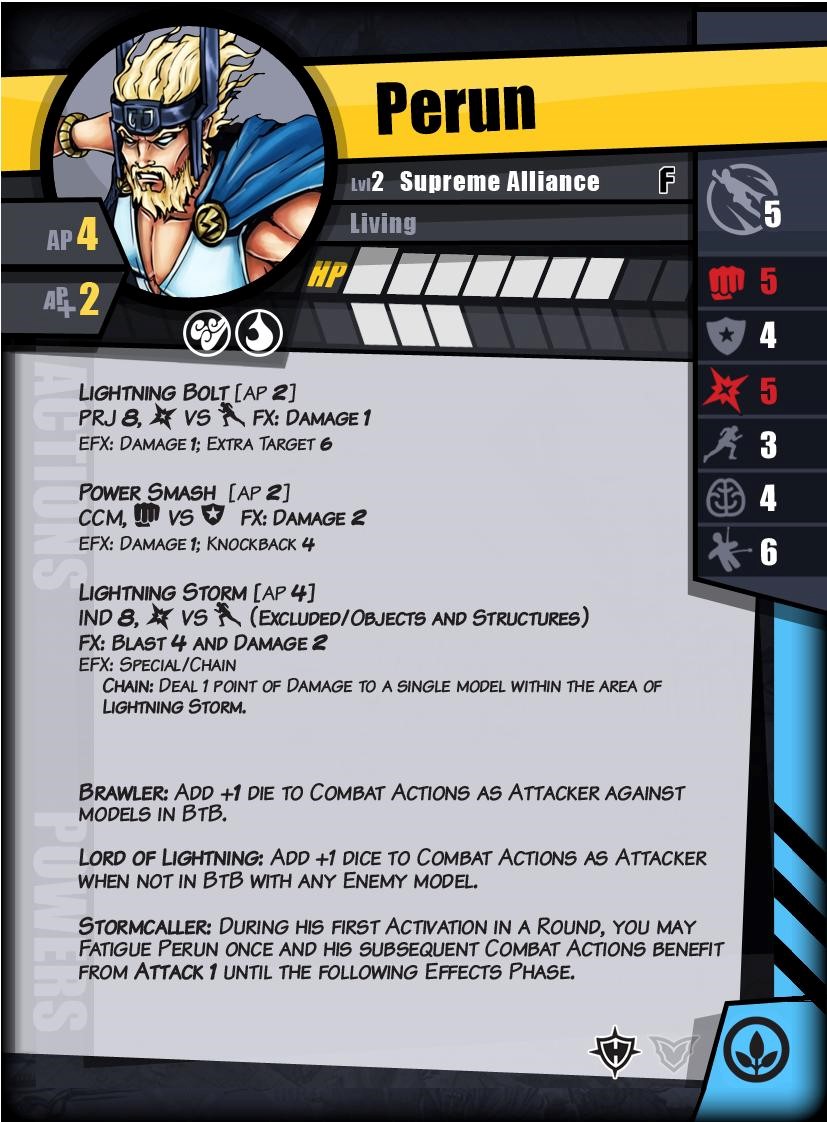 Perun
Lvl2 Supreme Alliance F
Living
AP 4
AP+ 2
HP
5
5
4
5
3
4
6
ACTIONS
LIGHTNING BOLT [AP 2]
PRJ 8, VS FX: DAMAGE 1
EFX: DAMAGE 1; EXTRA TARGET 6
POWER SMASH [AP 2]
CCM, VS FX: DAMAGE 2
EFX: DAMAGE 1; KNOCKBACK 4
LIGHTNING STORM [AP 4]
IND 8, VS (EXCLUDED/OBJECTS AND STRUCTURES)
FX: BLAST 4 AND DAMAGE 2
EFX: SPECIAL/CHAIN
CHAIN: DEAL 1 POINT OF DAMAGE TO A SINGLE MODEL WITHIN THE AREA OF
LIGHTNING STORM.
POWERS
BRAWLER: ADD +1 DIE TO COMBAT ACTIONS AS ATTACKER AGAINST
MODELS IN BTB.
LORD OF LIGHTNING: ADD +1 DICE TO COMBAT ACTIONS AS ATTACKER
WHEN NOT IN BTB WITH ANY ENEMY MODEL.
STORMCALLER: DURING HIS FIRST ACTIVATION IN A ROUND, YOU MAY
FATIGUE PERUN ONCE AND HIS SUBSEQUENT COMBAT ACTIONS BENEFIT
FROM ATTACK 1 UNTIL THE FOLLOWING EFFECTS PHASE.
H